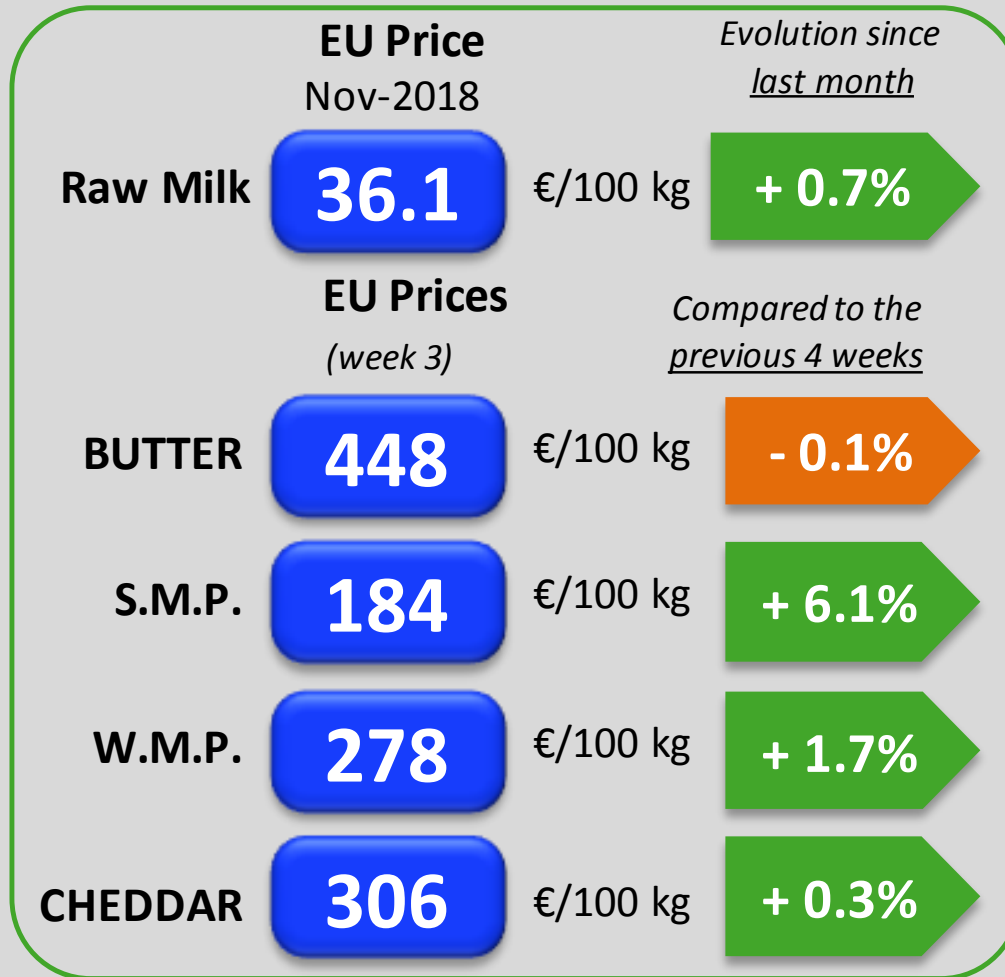 EU Price
Nov-2018
Evolution since
last month
Raw Milk 36.1 €/100 kg + 0.7%
EU Prices
(week 3)
Compared to the
previous 4 weeks
BUTTER 448 €/100 kg - 0.1%
S.M.P. 184 €/100 kg + 6.1%
W.M.P. 278 €/100 kg + 1.7%
CHEDDAR 306 €/100 kg + 0.3%